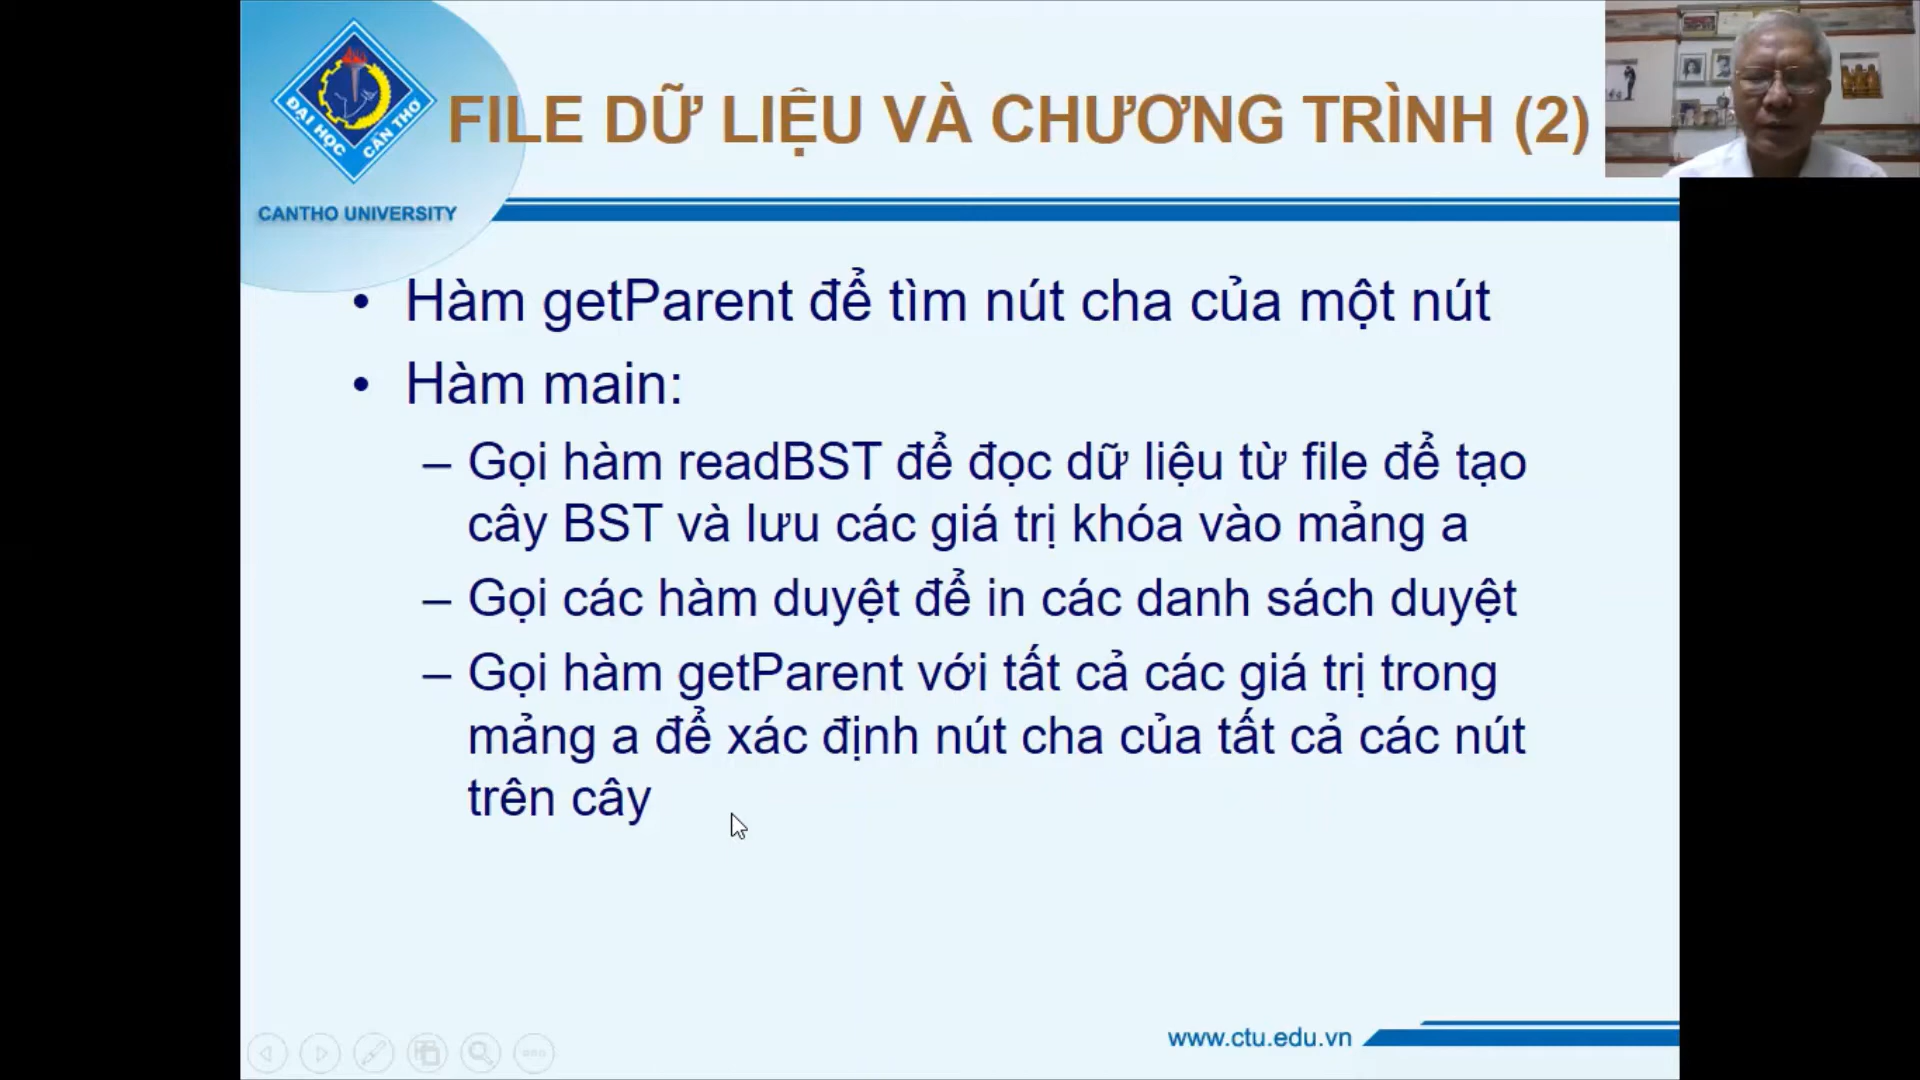 ĐẠI HỌC CẦN THƠ
CANTHO UNIVERSITY
FILE DỮ LIỆU VÀ CHƯƠNG TRÌNH (2)
• Hàm getParent để tìm nút cha của một nút
• Hàm main:
– Gọi hàm readBST để đọc dữ liệu từ file để tạo
cây BST và lưu các giá trị khóa vào mảng a
– Gọi các hàm duyệt để in các danh sách duyệt
– Gọi hàm getParent với tất cả các giá trị trong
mảng a để xác định nút cha của tất cả các nút
trên cây
www.ctu.edu.vn